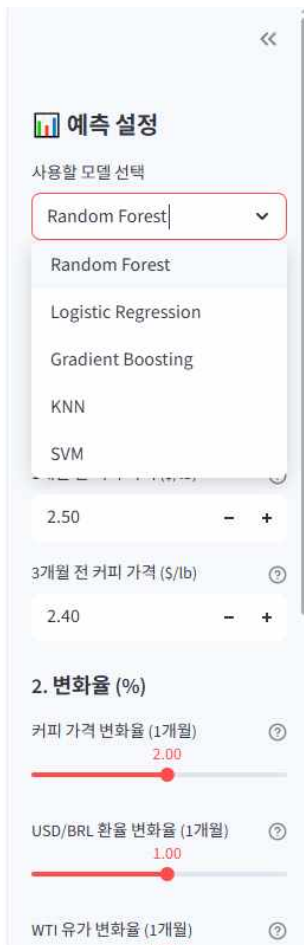 예측 설정
사용할 모델 선택
Random Forest
Random Forest
Logistic Regression
Gradient Boosting
KNN
SVM
2.50
3개월 전 커피 가격 ($/lb)
2.40
2. 변화율 (%)
커피 가격 변화율 (1개월)
2.00
USD/BRL 환율 변화율 (1개월)
1.00
WTI 유가 변화율 (1개월)